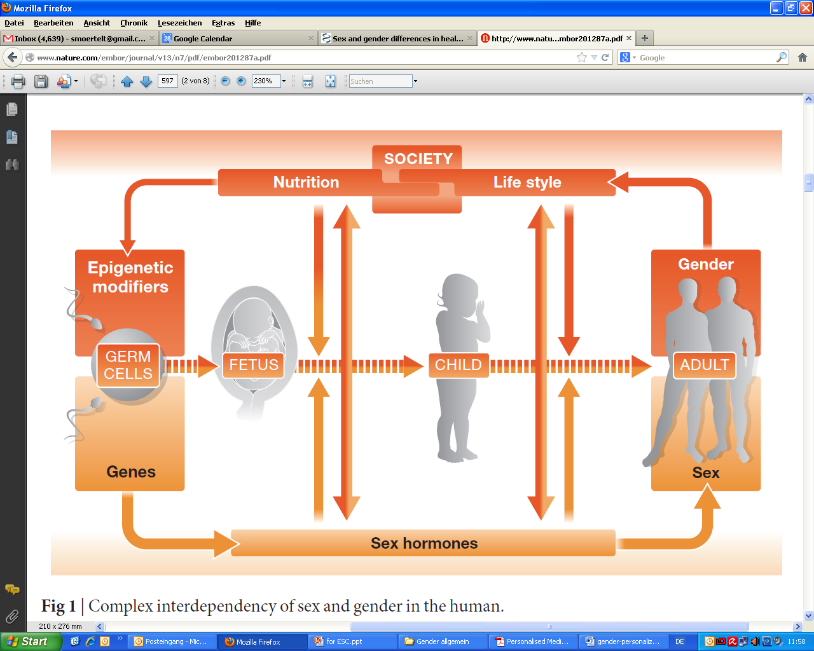 Mozilla Firefox
Datei Bearbeiten Ansicht Chronik Lesezeichen Extras Hilfe
Inbox (4,639) - smoertelt@gmail.c...
Google Calendar
Sex and gender differences in heal...
http://www.natu...mbor201287a.pdf
www.nature.com/embor/journal/v13/n7/pdf/embor201287a.pdf
Google
597 (2 von 8) 230% Suchen
SOCIETY
Nutrition Life style
Epigenetic
modifiers
Gender
GERM
CELLS
FETUS
CHILD
ADULT
Genes
Sex
Sex hormones
Fig 1 | Complex interdependency of sex and gender in the human.
210 x 276 mm
Start
Posteingang - Mic...
Mozilla Firefox
for ESC.ppt
Gender allgemein
Personalised Medi...
gender-personaliz...
DE
11:58